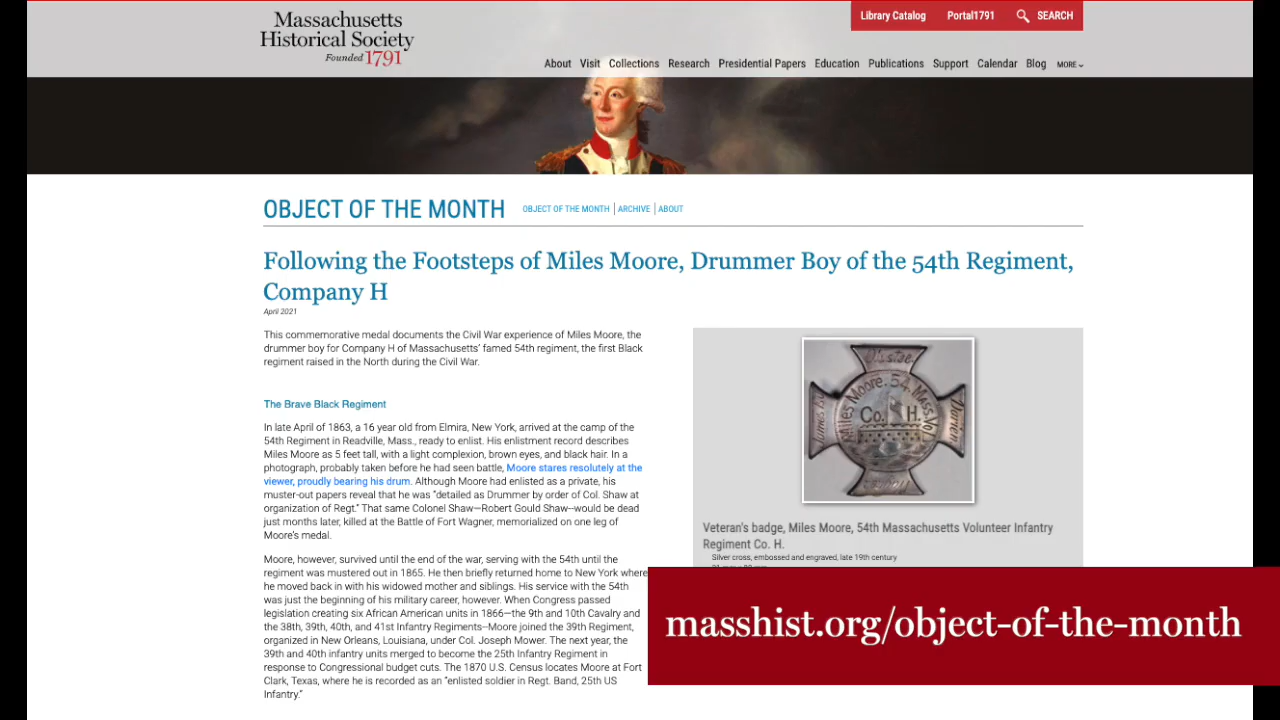 Massachusetts
Historical Society
Founded 1791
Library Catalog Portal1791 SEARCH
About Visit Collections Research Presidential Papers Education Publications Support Calendar Blog MORE
OBJECT OF THE MONTH
OBJECT OF THE MONTH | ARCHIVE | ABOUT
Following the Footsteps of Miles Moore, Drummer Boy of the 54th Regiment,
Company H
April 2021
This commemorative medal documents the Civil War experience of Miles Moore, the
drummer boy for Company H of Massachusetts' famed 54th regiment, the first Black
regiment raised in the North during the Civil War.
The Brave Black Regiment
In late April of 1863, a 16 year old from Elmira, New York, arrived at the camp of the
54th Regiment in Readville, Mass., ready to enlist. His enlistment record describes
Miles Moore as 5 feet tall, with a light complexion, brown eyes, and black hair. In a
photograph, probably taken before he had seen battle, Moore stares resolutely at the
viewer, proudly bearing his drum. Although Moore had enlisted as a private, his
muster-out papers reveal that he was "detailed as Drummer by order of Col. Shaw at
organization of Regt." That same Colonel Shaw—Robert Gould Shaw--would be dead
just months later, killed at the Battle of Fort Wagner, memorialized on one leg of
Moore's medal.
Moore, however, survived until the end of the war, serving with the 54th until the
regiment was mustered out in 1865. He then briefly returned home to New York where
he moved back in with his widowed mother and siblings. His service with the 54th
was just the beginning of his military career, however. When Congress passed
legislation creating six African American units in 1866—the 9th and 10th Cavalry and
the 38th, 39th, 40th, and 41st Infantry Regiments--Moore joined the 39th Regiment,
organized in New Orleans, Louisiana, under Col. Joseph Mower. The next year, the
39th and 40th infantry units merged to become the 25th Infantry Regiment in
response to Congressional budget cuts. The 1870 U.S. Census locates Moore at Fort
Clark, Texas, where he is recorded as an "enlisted soldier in Regt. Band, 25th US
Infantry."
Miles Moore. 54. Mass. Vol
Co. H.
Veteran's badge, Miles Moore, 54th Massachusetts Volunteer Infantry
Regiment Co. H.
Silver cross, embossed and engraved, late 19th century
masshist.org/object-of-the-month